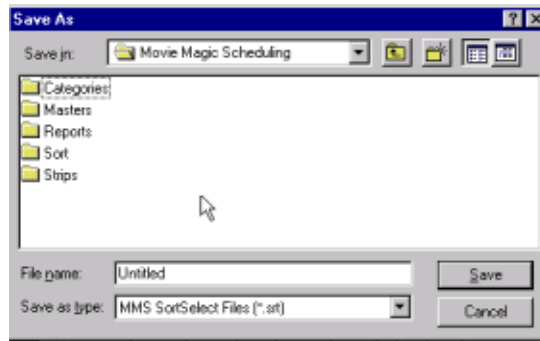 Save As
Save in: Movie Magic Scheduling
Categories
Masters
Reports
Sort
Strips
File name: Untitled Save
Save as type: MMS SortSelect Files (*.srt) Cancel